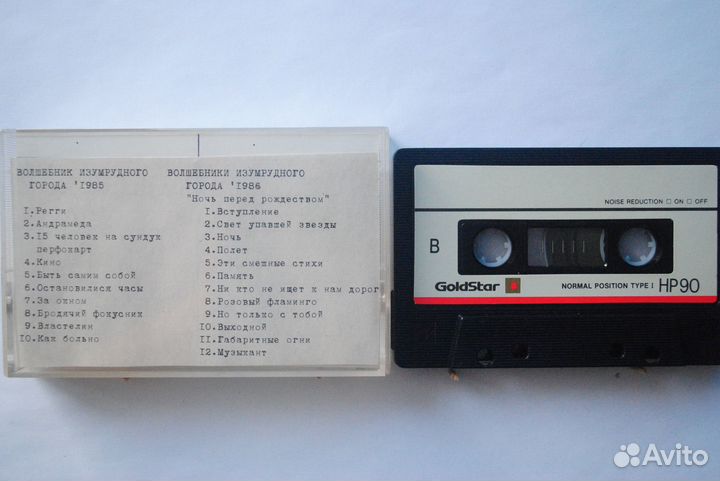 ВОЛШЕБНИК ИЗУМРУДНОГО
ГОРОДА '1985
I.Регги
2.Андрамеда
3.I5 человек на сундук
перфокарт
4.Кино
5.Быть самим собой
6.Остановилися часы
7.За окном
8.Бродячий фокусник
9.Властелин
IO.Как больно
ВОЛШЕБНИКИ ИЗУМРУДНОГО
ГОРОДА '1986
"Ночь перед рождеством"
I.Вступление
2.Свет упавшей звезды
3.Ночь
4.Полет
5.Эти смешные стихи
6.Память
7.Ни кто не ищет к нам дорог
8.Розовый фламинго
9.Но только с тобой
IO.Выходной
II.Габаритные огни
I2.Музыкант
NOISE REDUCTION □ ON □ OFF
B
GoldStar
NORMAL POSITION TYPE I HP90
Avito